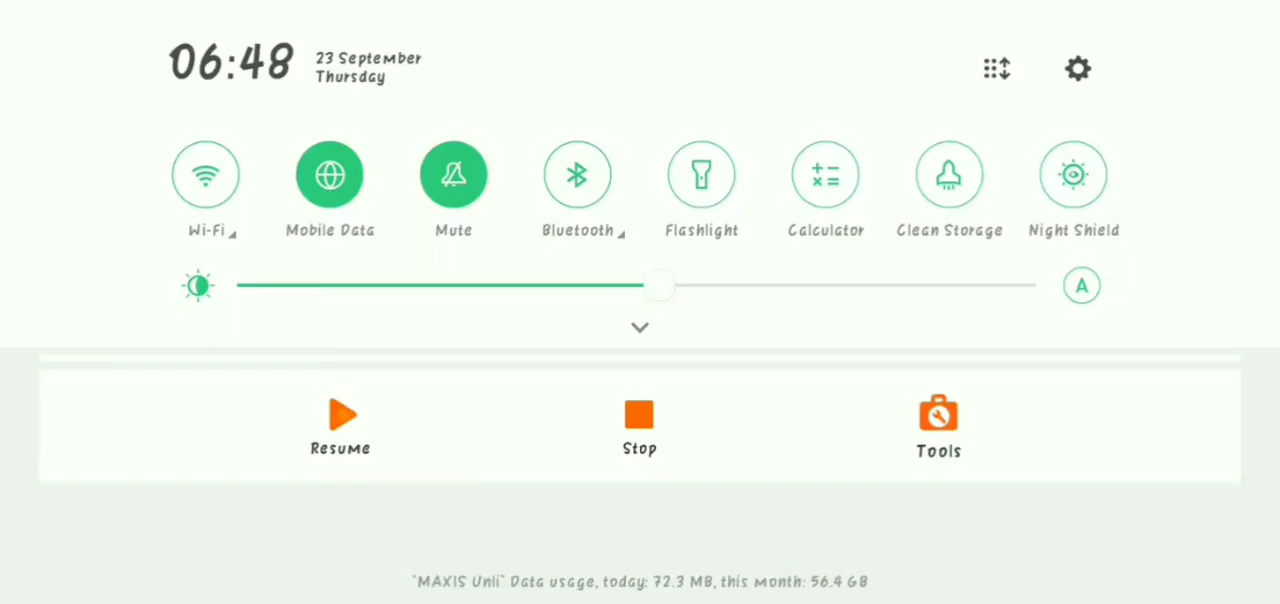 06:48
23 September
Thursday
Wi-Fi
Mobile Data
Mute
Bluetooth
Flashlight
Calculator
Clean Storage
Night Shield
A
Resume
Stop
Tools
"MAXIS Unli" Data usage, today: 72.3 MB, this month: 56.4 GB